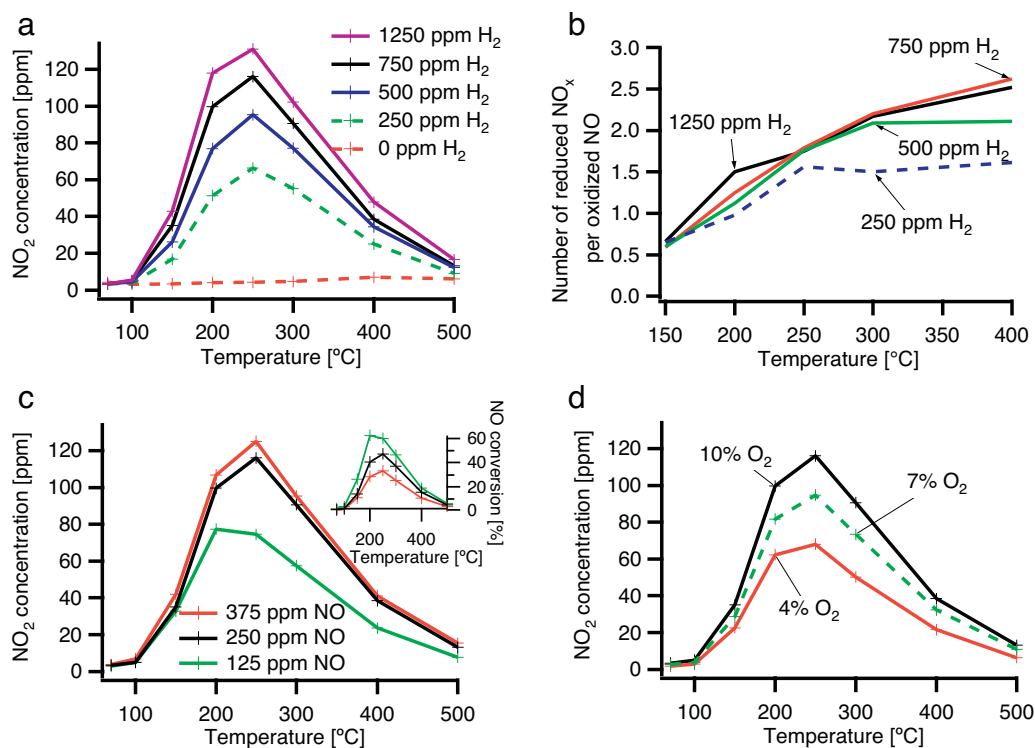 a
NO₂ concentration [ppm]
120
100
80
60
40
20
0
1250 ppm H₂
750 ppm H₂
500 ppm H₂
250 ppm H₂
0 ppm H₂
100 200 300 400 500
Temperature [ºC]
b
Number of reduced NOₓ
per oxidized NO
3.0
2.5
2.0
1.5
1.0
0.5
0.0
750 ppm H₂
1250 ppm H₂
500 ppm H₂
250 ppm H₂
150 200 250 300 350 400
Temperature [°C]
c
NO₂ concentration [ppm]
120
100
80
60
40
20
0
375 ppm NO
250 ppm NO
125 ppm NO
100 200 300 400 500
Temperature [ºC]
NO
conversion [%]
60
40
20
0
200 400
Temperature [ºC]
d
NO₂ concentration [ppm]
120
100
80
60
40
20
0
10% O₂
7% O₂
4% O₂
100 200 300 400 500
Temperature [ºC]